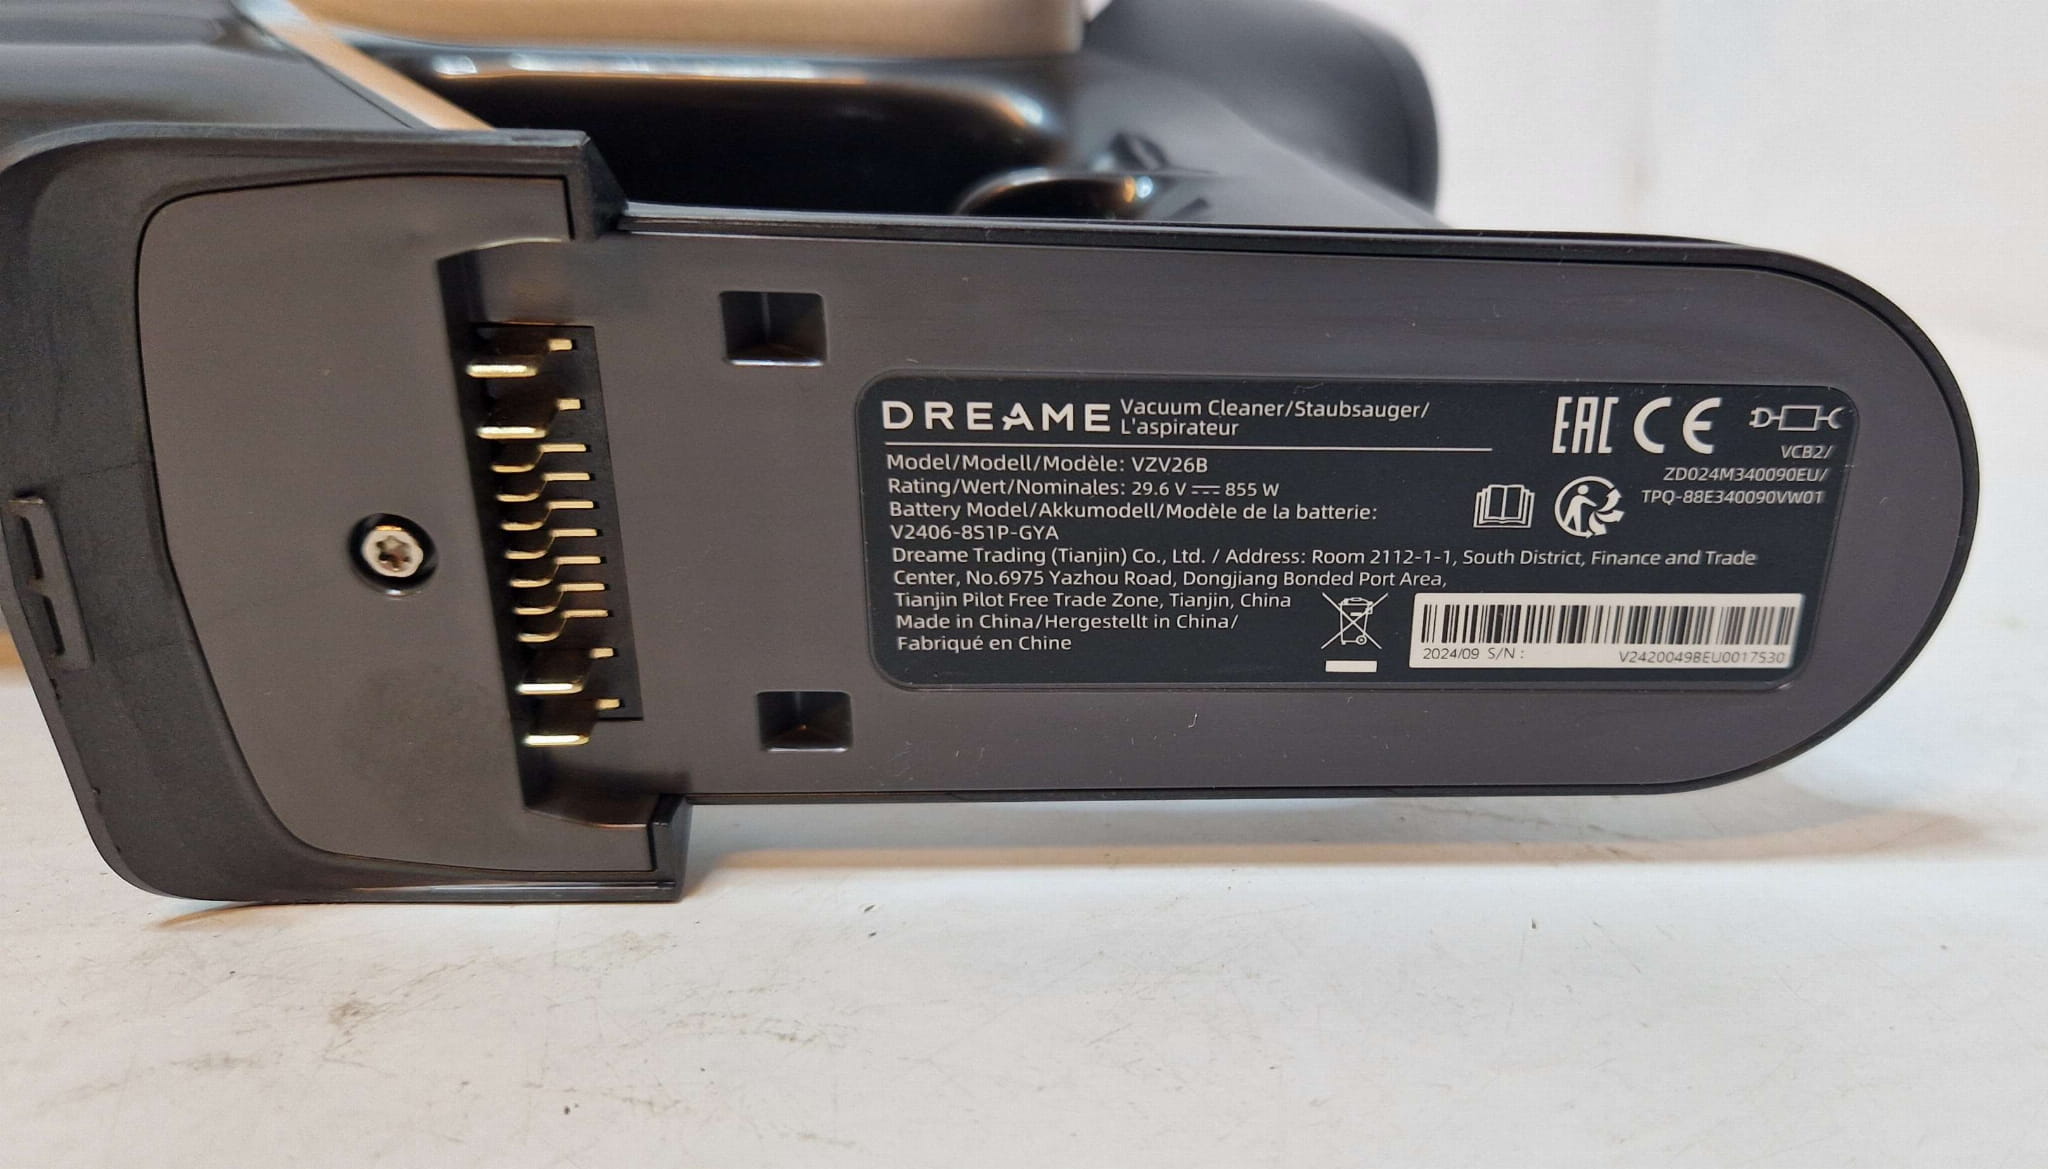 DREAME Vacuum Cleaner/Staubsauger/
L'aspirateur
Model/Modell/Modèle: VZV26B
Rating/Wert/Nominales: 29.6 V ⎓ 855 W
Battery Model/Akkumodell/Modèle de la batterie:
V2406-8S1P-GYA
Dreame Trading (Tianjin) Co., Ltd. / Address: Room 2112-1-1, South District, Finance and Trade
Center, No.6975 Yazhou Road, Dongjiang Bonded Port Area,
Tianjin Pilot Free Trade Zone, Tianjin, China
Made in China/Hergestellt in China/
Fabriqué en Chine
EAC CE
VCB2/
ZD024M340090EU/
TPQ-88E340090VW01
2024/09 S/N: V2420049BEU0017530